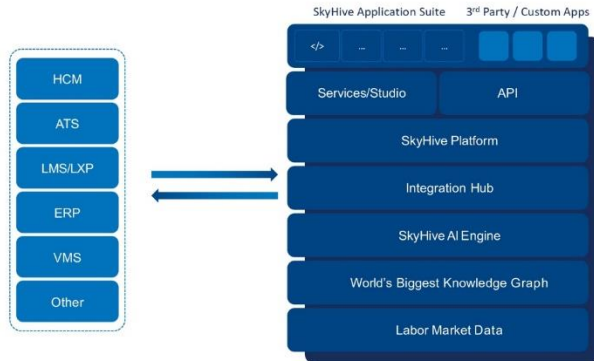 SkyHive Application Suite
3rd Party / Custom Apps
</>
...
...
...
HCM
ATS
LMS/LXP
ERP
VMS
Other
Services/Studio
API
SkyHive Platform
Integration Hub
SkyHive AI Engine
World's Biggest Knowledge Graph
Labor Market Data